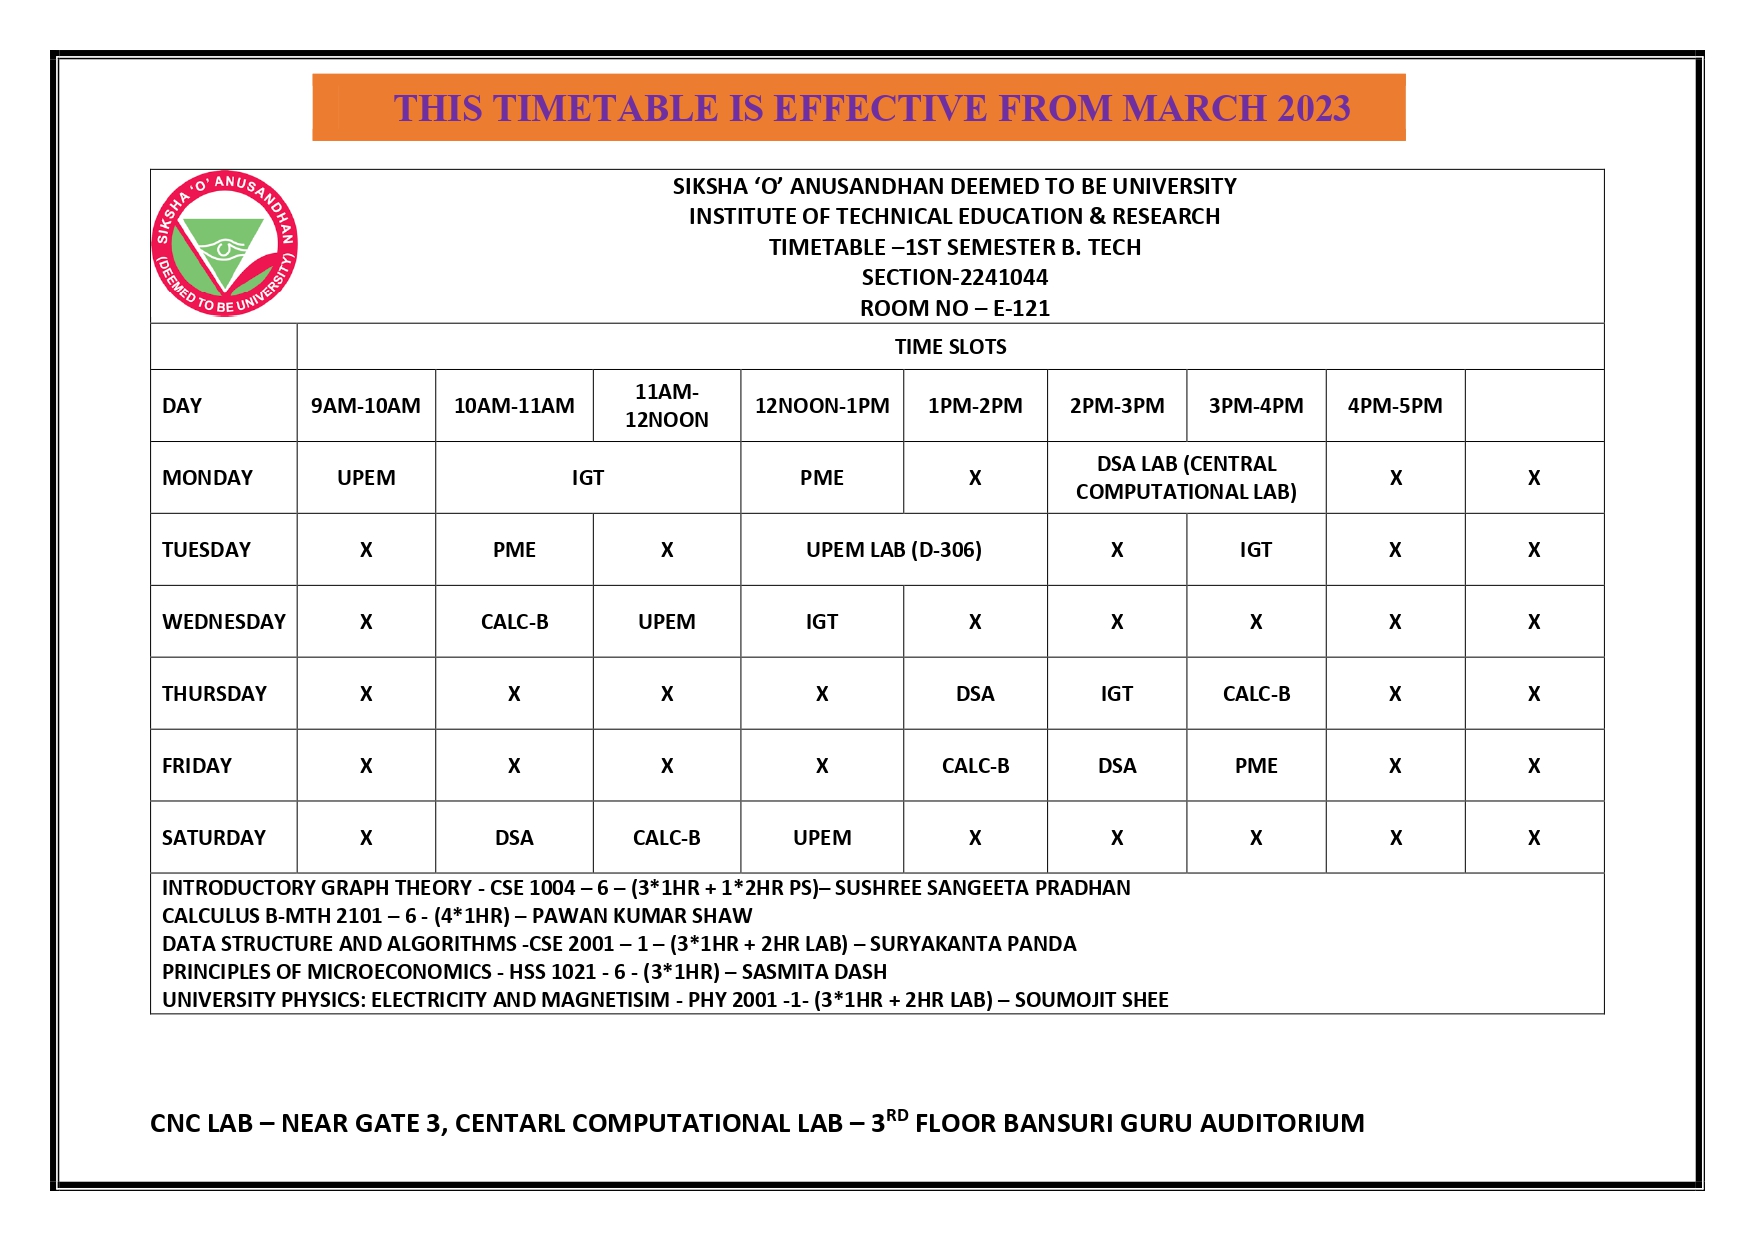 THIS TIMETABLE IS EFFECTIVE FROM MARCH 2023
SIKSHA ‘O’ ANUSANDHAN
(DEEMED TO BE UNIVERSITY)
SIKSHA ‘O’ ANUSANDHAN DEEMED TO BE UNIVERSITY
INSTITUTE OF TECHNICAL EDUCATION & RESEARCH
TIMETABLE –1ST SEMESTER B. TECH
SECTION-2241044
ROOM NO – E-121
TIME SLOTS
DAY 9AM-10AM 10AM-11AM 11AM-
12NOON 12NOON-1PM 1PM-2PM 2PM-3PM 3PM-4PM 4PM-5PM
MONDAY UPEM IGT PME X DSA LAB (CENTRAL
COMPUTATIONAL LAB) X X
TUESDAY X PME X UPEM LAB (D-306) X IGT X X
WEDNESDAY X CALC-B UPEM IGT X X X X X
THURSDAY X X X X DSA IGT CALC-B X X
FRIDAY X X X X CALC-B DSA PME X X
SATURDAY X DSA CALC-B UPEM X X X X X
INTRODUCTORY GRAPH THEORY - CSE 1004 – 6 – (3*1HR + 1*2HR PS)– SUSHREE SANGEETA PRADHAN
CALCULUS B-MTH 2101 – 6 - (4*1HR) – PAWAN KUMAR SHAW
DATA STRUCTURE AND ALGORITHMS -CSE 2001 – 1 – (3*1HR + 2HR LAB) – SURYAKANTA PANDA
PRINCIPLES OF MICROECONOMICS - HSS 1021 - 6 - (3*1HR) – SASMITA DASH
UNIVERSITY PHYSICS: ELECTRICITY AND MAGNETISIM - PHY 2001 -1- (3*1HR + 2HR LAB) – SOUMOJIT SHEE
CNC LAB – NEAR GATE 3, CENTARL COMPUTATIONAL LAB – 3RD FLOOR BANSURI GURU AUDITORIUM